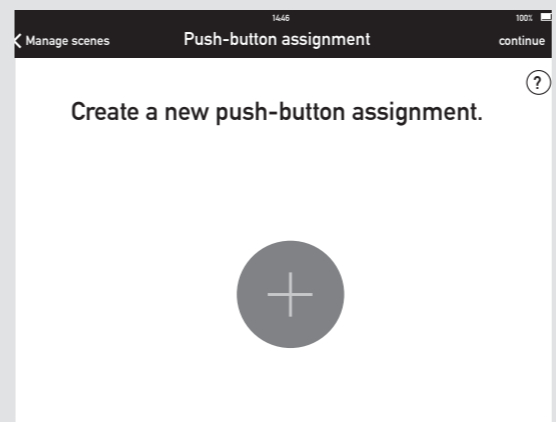 1446
100%
Manage scenes
Push-button assignment
continue
?
Create a new push-button assignment.